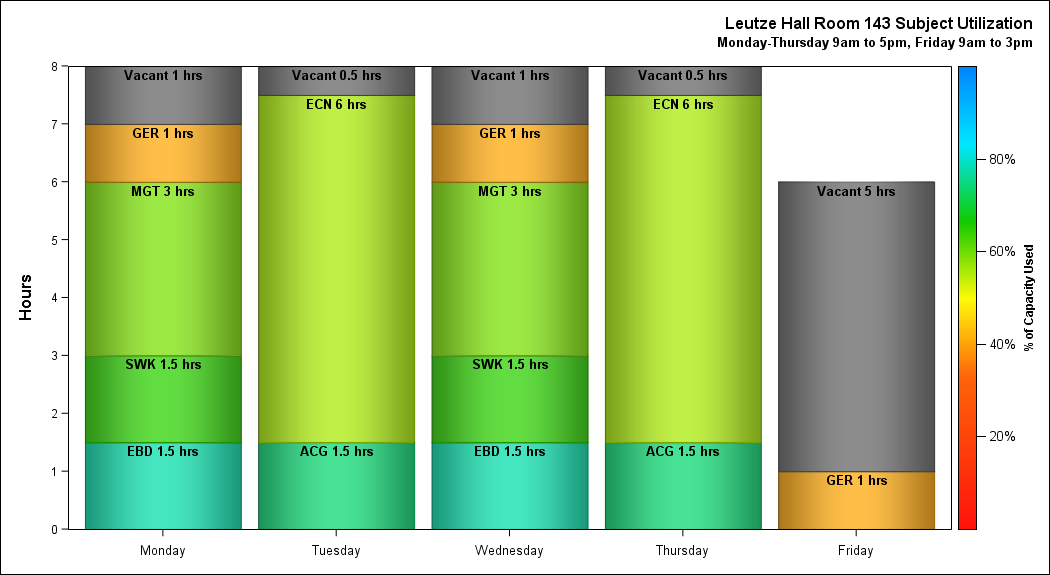 Leutze Hall Room 143 Subject Utilization
Monday-Thursday 9am to 5pm, Friday 9am to 3pm
Hours
8
7
6
5
4
3
2
1
0
Vacant 1 hrs
GER 1 hrs
MGT 3 hrs
SWK 1.5 hrs
EBD 1.5 hrs
Vacant 0.5 hrs
ECN 6 hrs
ACG 1.5 hrs
Vacant 1 hrs
GER 1 hrs
MGT 3 hrs
SWK 1.5 hrs
EBD 1.5 hrs
Vacant 0.5 hrs
ECN 6 hrs
ACG 1.5 hrs
Vacant 5 hrs
GER 1 hrs
Monday
Tuesday
Wednesday
Thursday
Friday
80%
60%
40%
20%
% of Capacity Used